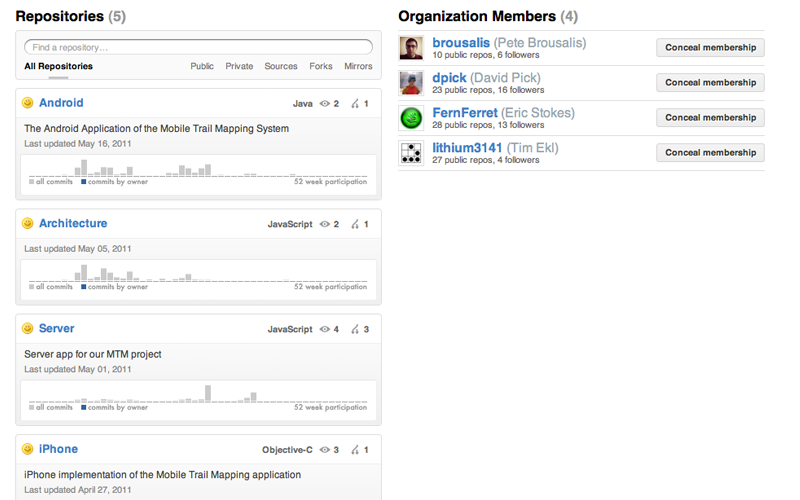 Repositories (5)
Find a repository...
All Repositories Public Private Sources Forks Mirrors
Android Java 2 1
The Android Application of the Mobile Trail Mapping System
Last updated May 16, 2011
all commits commits by owner 52 week participation
Architecture JavaScript 2 1
Last updated May 05, 2011
all commits commits by owner 52 week participation
Server JavaScript 4 3
Server app for our MTM project
Last updated May 01, 2011
all commits commits by owner 52 week participation
iPhone Objective-C 3 1
iPhone implementation of the Mobile Trail Mapping application
Last updated April 27, 2011
Organization Members (4)
brousalis (Pete Brousalis) Conceal membership
10 public repos, 6 followers
dpick (David Pick) Conceal membership
23 public repos, 16 followers
FernFerret (Eric Stokes) Conceal membership
28 public repos, 13 followers
lithium3141 (Tim Ekl) Conceal membership
27 public repos, 4 followers